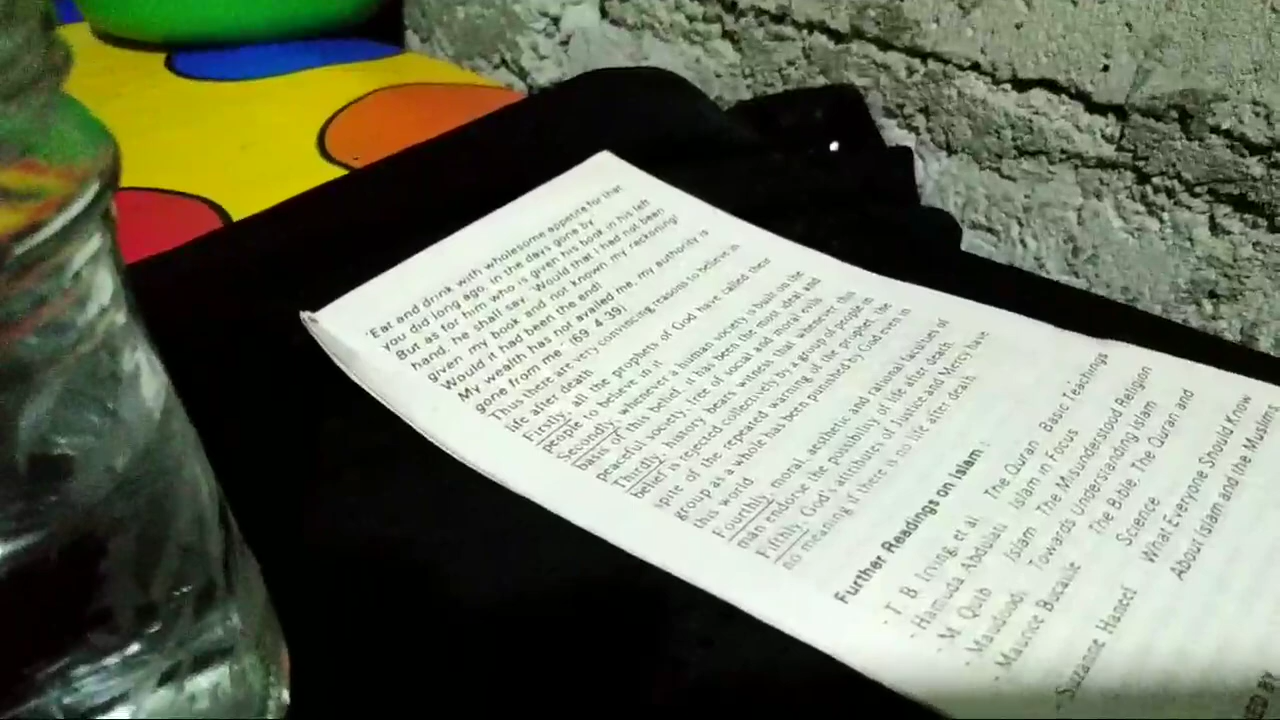 "Eat and drink with wholesome appetite for that
you did long ago, in the days gone by
But as for him who is given his book in his left
hand, he shall say, 'Would that I had not been
given my book and not known my reckoning!
Would it had been the end!
My wealth has not availed me, my authority is
gone from me.' (69: 4-39).
Thus there are very convincing reasons to believe in
life after death.
Firstly, all the prophets of God have called their
people to believe in it.
Secondly, whenever a human society is built on the
basis of this belief, it has been the most ideal and
peaceful society, free of social and moral evils.
Thirdly, history bears witness that whenever this
belief is rejected collectively by a group of people in
spite of the repeated warning of the prophet, the
group as a whole has been punished by God even in
this world.
Fourthly, moral, aesthetic and rational faculties of
man endorse the possibility of life after death.
Fifthly, God's attributes of Justice and Mercy have
no meaning if there is no life after death.
Further Readings on Islam :
- T. B. Irving, et al. The Quran Basic Teachings
- Hamuda Abdulati Islam in Focus
- M. Qutb Islam The Misunderstood Religion
- Maudoodi Towards Understanding Islam
- Maurice Bucaille The Bible, The Quran and
Science
- Suzanne Haneef What Everyone Should Know
About Islam and the Muslims
ED BY